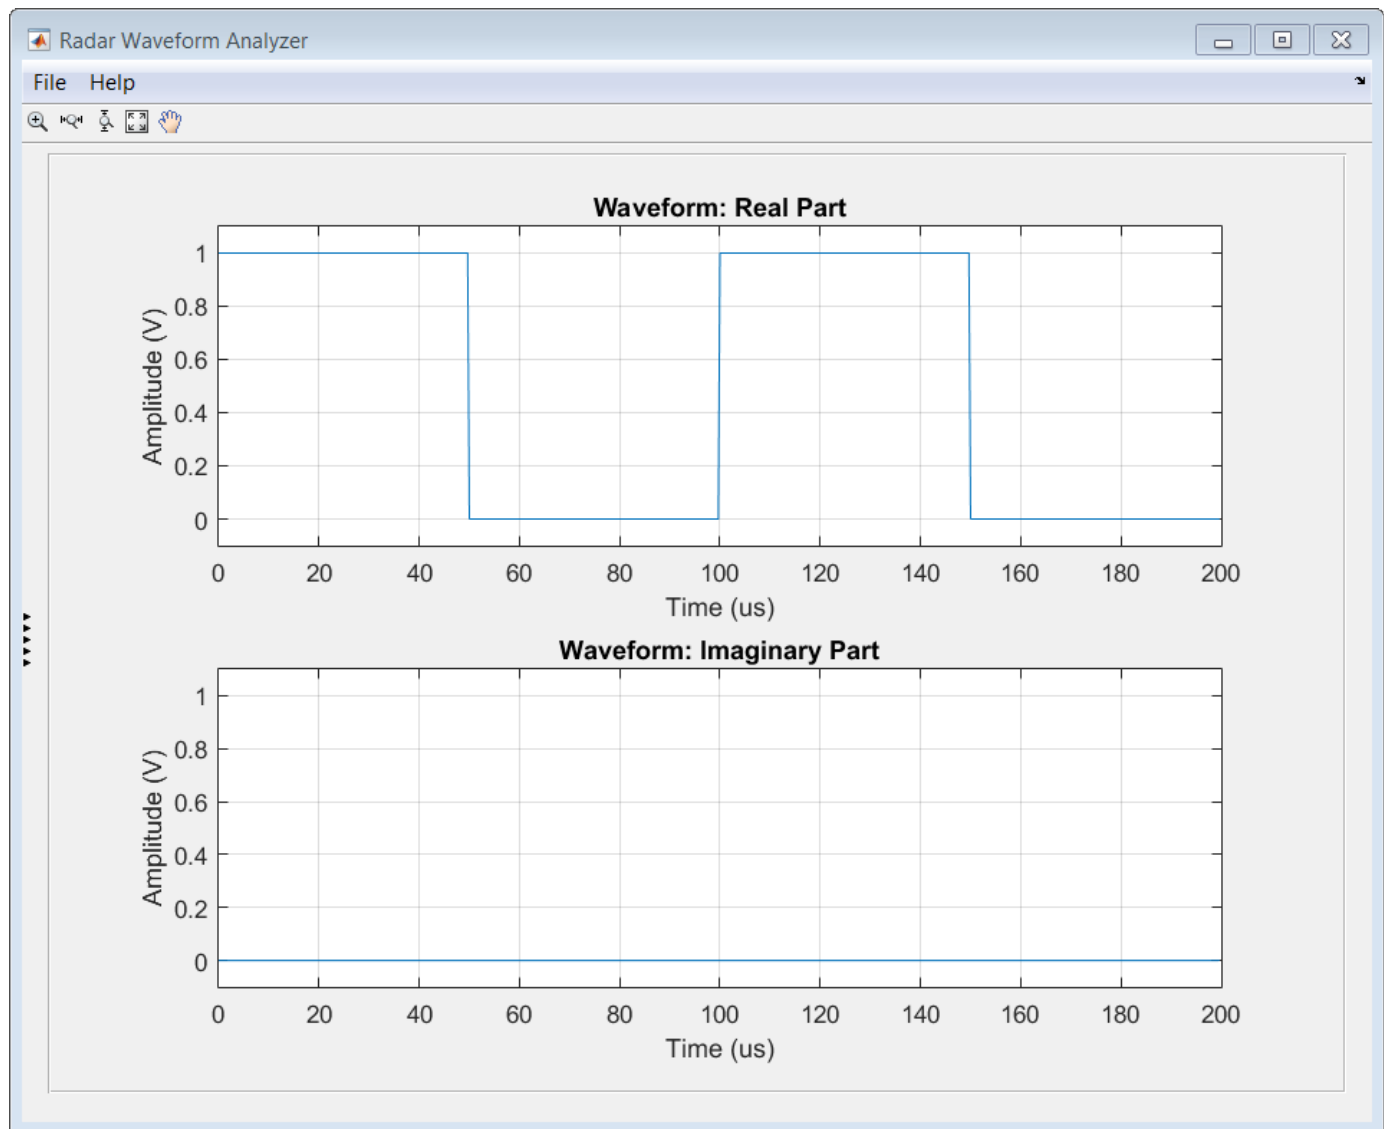 Radar Waveform Analyzer
File Help
Waveform: Real Part
Amplitude (V)
1
0.8
0.6
0.4
0.2
0
0 20 40 60 80 100 120 140 160 180 200
Time (us)
Waveform: Imaginary Part
Amplitude (V)
1
0.8
0.6
0.4
0.2
0
0 20 40 60 80 100 120 140 160 180 200
Time (us)